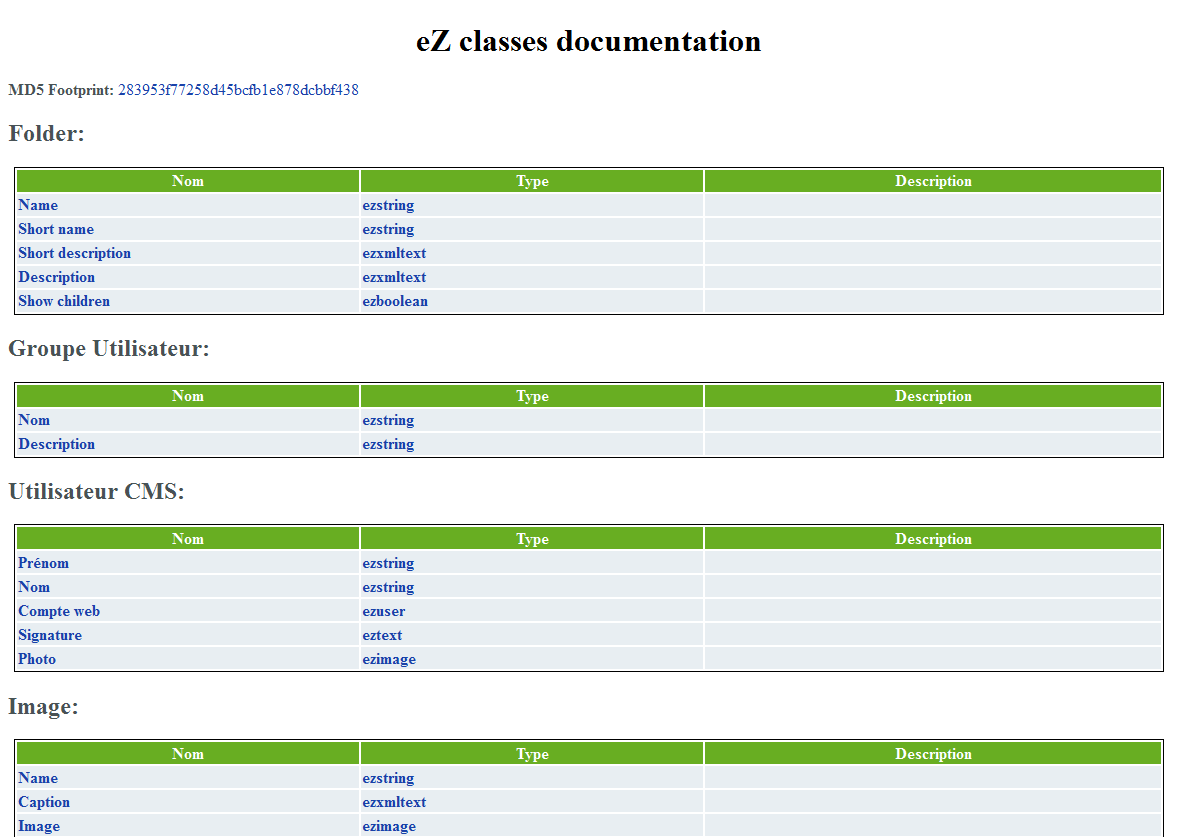 eZ classes documentation
MD5 Footprint: 283953f77258d45bcfb1e878dcbbf438
Folder:
Nom Type Description
Name ezstring
Short name ezstring
Short description ezxmltext
Description ezxmltext
Show children ezboolean
Groupe Utilisateur:
Nom Type Description
Nom ezstring
Description ezstring
Utilisateur CMS:
Nom Type Description
Prénom ezstring
Nom ezstring
Compte web ezuser
Signature eztext
Photo ezimage
Image:
Nom Type Description
Name ezstring
Caption ezxmltext
Image ezimage